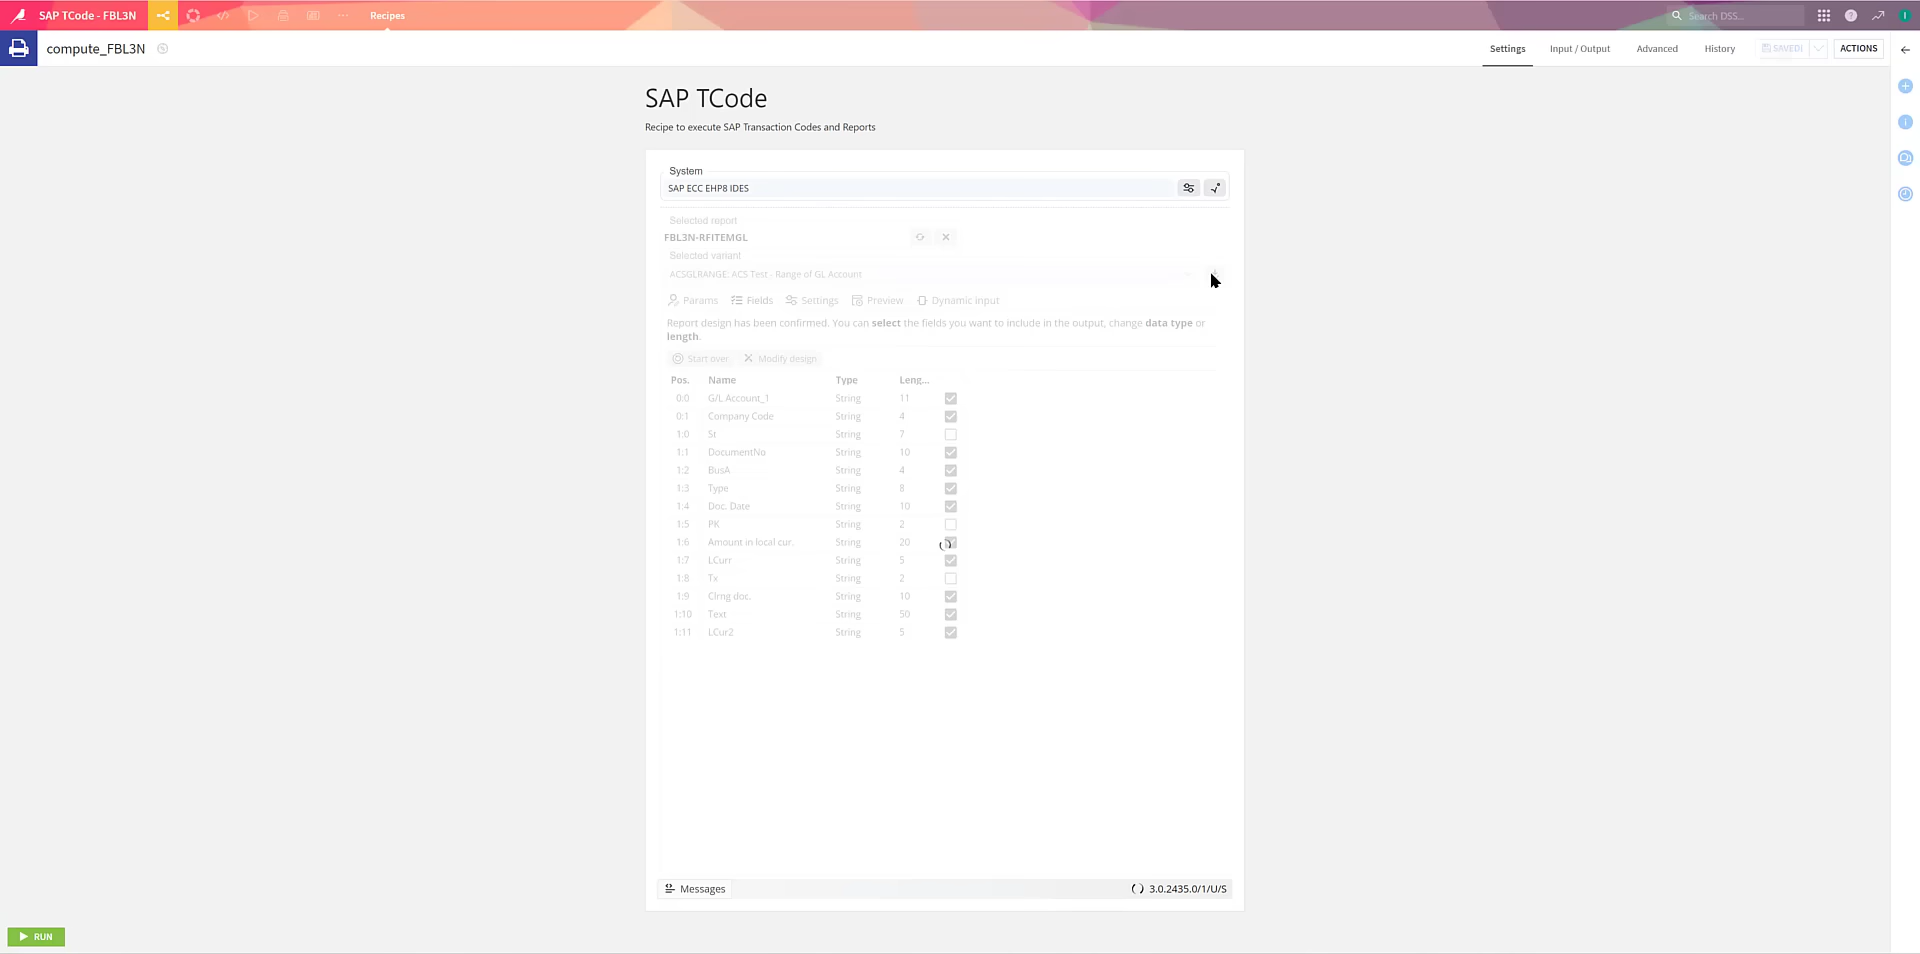 SAP TCode - FBL3N
Recipes
Search DSS...
compute_FBL3N
Settings
Input / Output
Advanced
History
SAVED!
ACTIONS
SAP TCode
Recipe to execute SAP Transaction Codes and Reports
System
SAP ECC EHP8 IDES
Selected report
FBL3N-RFITEMGL
Selected variant
ACSGLRANGE: ACS Test - Range of GL Account
Params Fields Settings Preview Dynamic input
Report design has been confirmed. You can select the fields you want to include in the output, change data type or
length.
Start over Modify design
Pos. Name Type Leng...
0:0 G/L Account_1 String 11
0:1 Company Code String 4
1:0 St String 7
1:1 DocumentNo String 10
1:2 BusA String 4
1:3 Type String 8
1:4 Doc. Date String 10
1:5 PK String 2
1:6 Amount in local cur. String 20
1:7 LCurr String 5
1:8 Tx String 2
1:9 Clrng doc. String 10
1:10 Text String 50
1:11 LCur2 String 5
Messages
3.0.2435.0/1/U/S
RUN